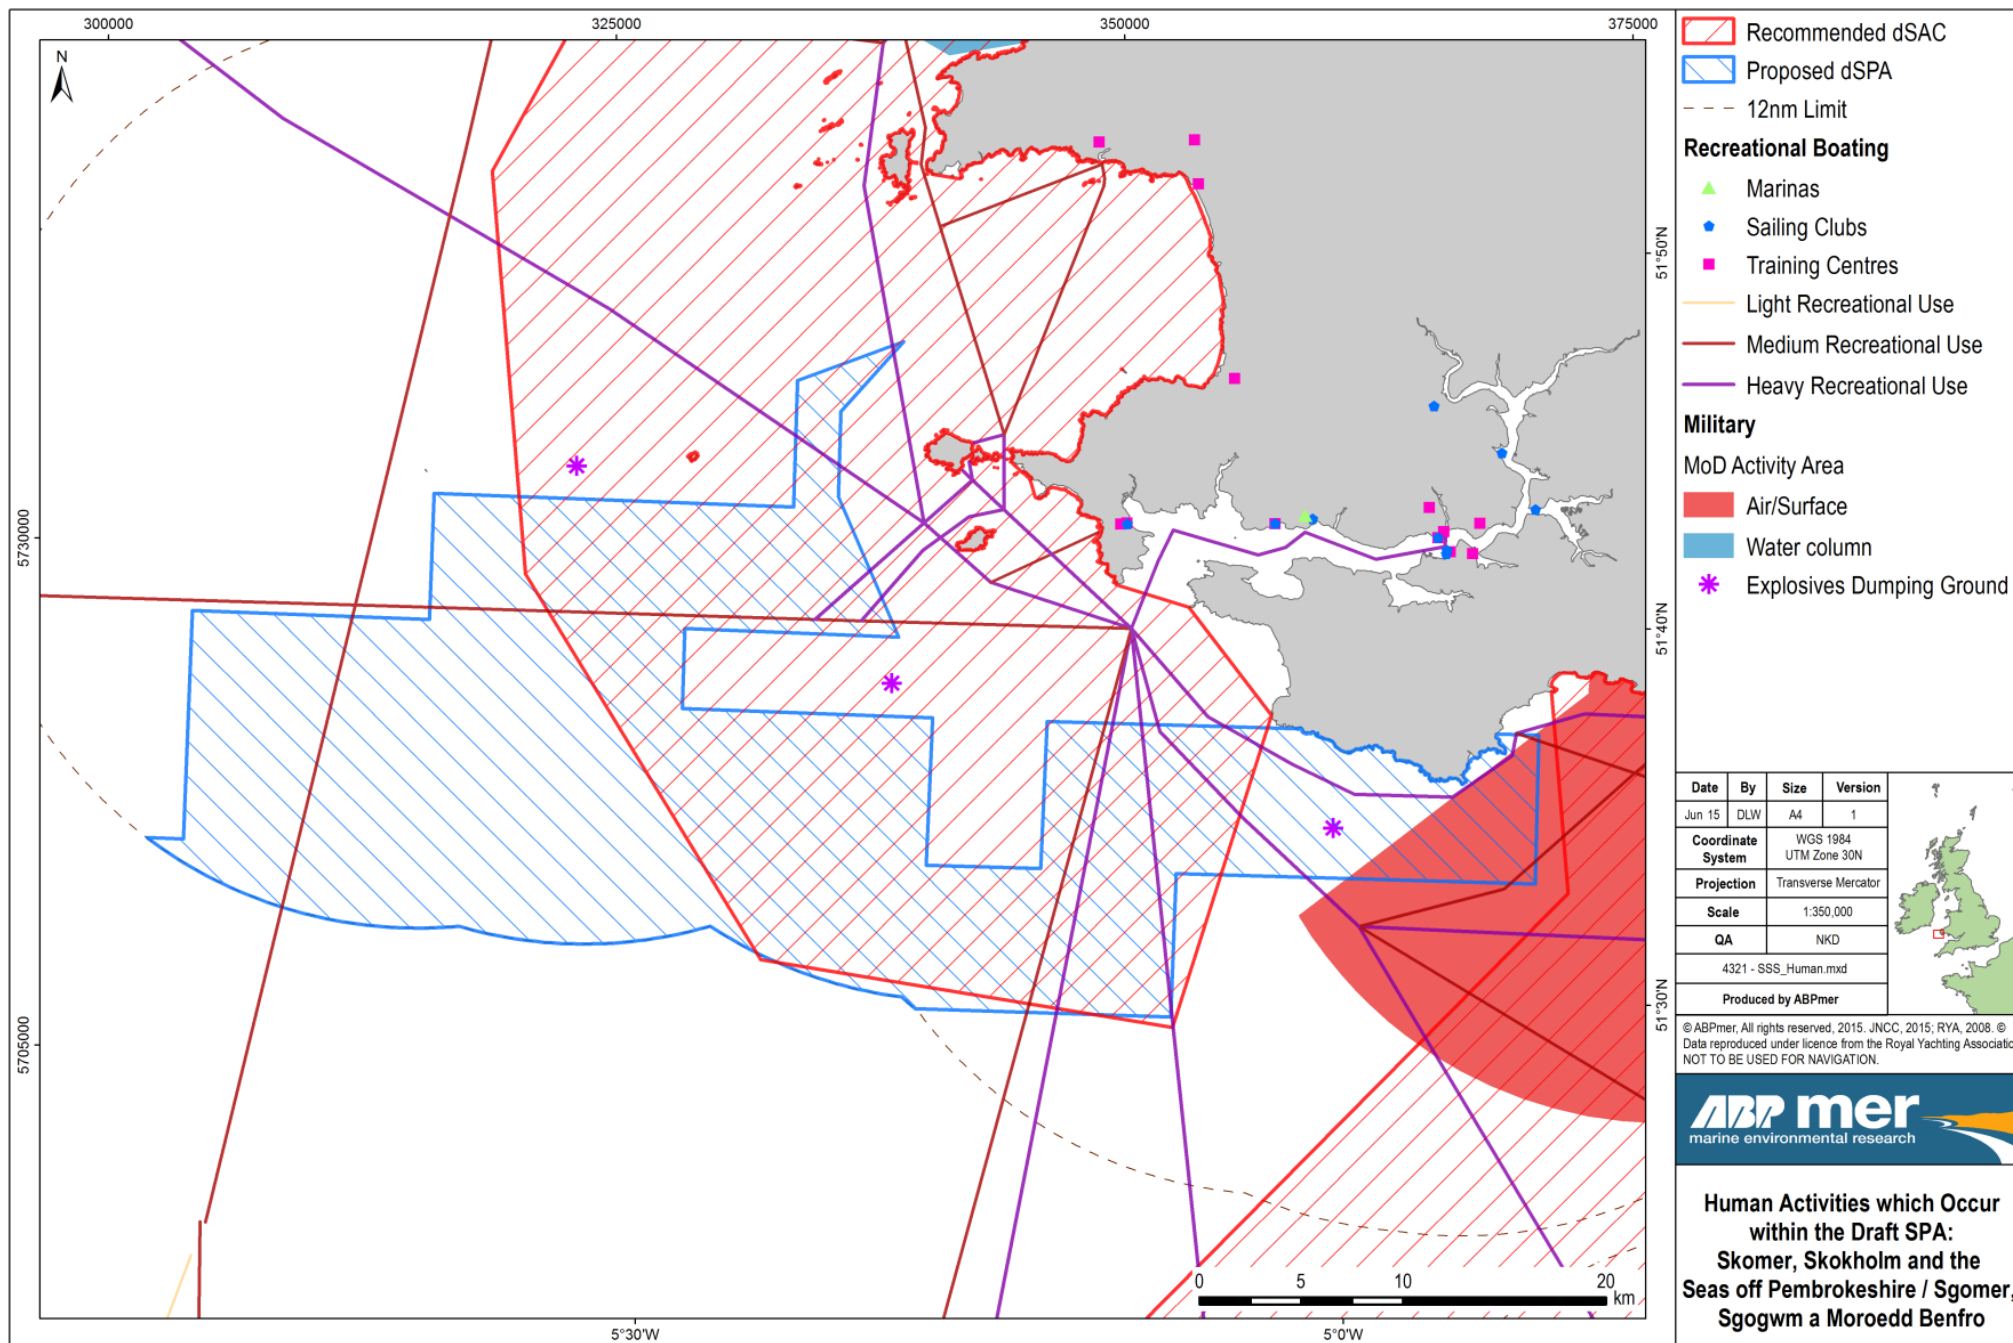 300000
325000
350000
375000
N
5730000
5705000
51°50'N
51°40'N
51°30'N
5°30'W
5°0'W
0
5
10
20
km
Recommended dSAC
Proposed dSPA
12nm Limit
Recreational Boating
Marinas
Sailing Clubs
Training Centres
Light Recreational Use
Medium Recreational Use
Heavy Recreational Use
Military
MoD Activity Area
Air/Surface
Water column
Explosives Dumping Ground
Date By Size Version
Jun 15 DLW A4 1
Coordinate System WGS 1984 UTM Zone 30N
Projection Transverse Mercator
Scale 1:350,000
QA NKD
4321 - SSS_Human.mxd
Produced by ABPmer
© ABPmer, All rights reserved, 2015. JNCC, 2015; RYA, 2008. ©
Data reproduced under licence from the Royal Yachting Associatio
NOT TO BE USED FOR NAVIGATION.
ABP mer
marine environmental research
Human Activities which Occur
within the Draft SPA:
Skomer, Skokholm and the
Seas off Pembrokeshire / Sgomer,
Sgogwm a Moroedd Benfro